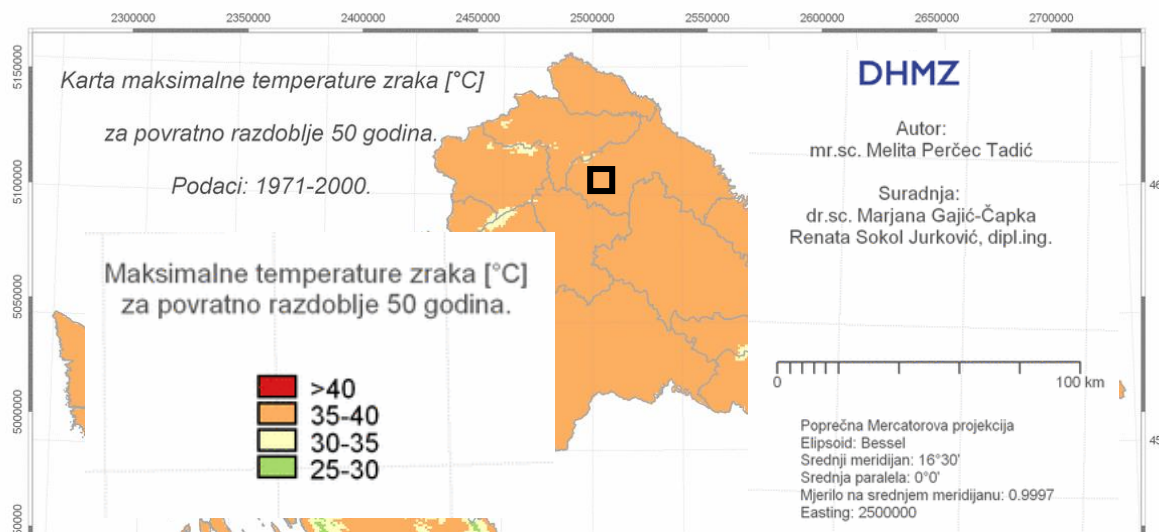 2300000
2350000
2400000
2450000
2500000
2550000
2600000
2650000
2700000
5150000
5100000
5050000
5000000
Karta maksimalne temperature zraka [°C]
za povratno razdoblje 50 godina.
Podaci: 1971-2000.
Maksimalne temperature zraka [°C]
za povratno razdoblje 50 godina.
>40
35-40
30-35
25-30
DHMZ
Autor:
mr.sc. Melita Perčec Tadić
Suradnja:
dr.sc. Marjana Gajić-Čapka
Renata Sokol Jurković, dipl.ing.
0
100 km
Poprečna Mercatorova projekcija
Elipsoid: Bessel
Srednji meridijan: 16°30'
Srednja paralela: 0°0'
Mjerilo na srednjem meridijanu: 0.9997
Easting: 2500000